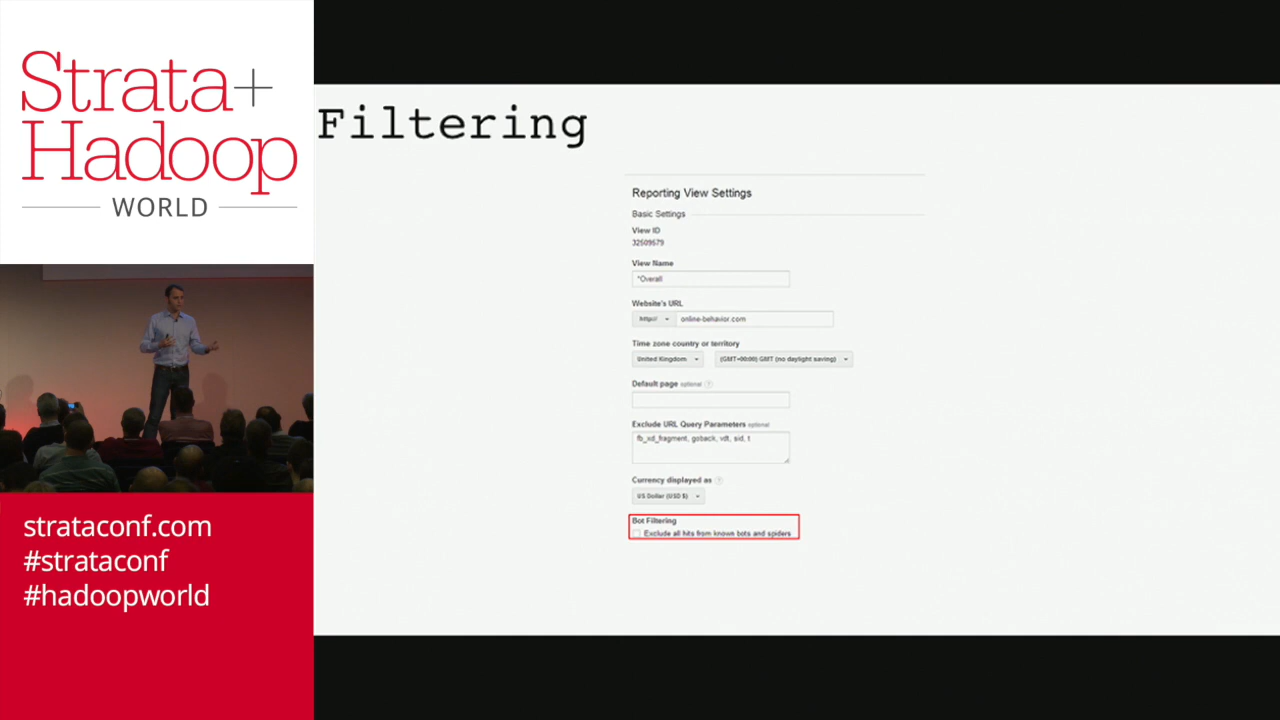 Strata+
Hadoop
WORLD
strataconf.com
#strataconf
#hadoopworld
Filtering
Reporting View Settings
Basic Settings
View ID
32509679
View Name
*Overall
Website's URL
http://
online-behavior.com
Time zone country or territory
United Kingdom
(GMT+00:00) GMT (no daylight saving)
Default page optional ?
Exclude URL Query Parameters optional
fb_xd_fragment, goback, vdt, sid, t
Currency displayed as ?
US Dollar (USD $)
Bot Filtering
Exclude all hits from known bots and spiders